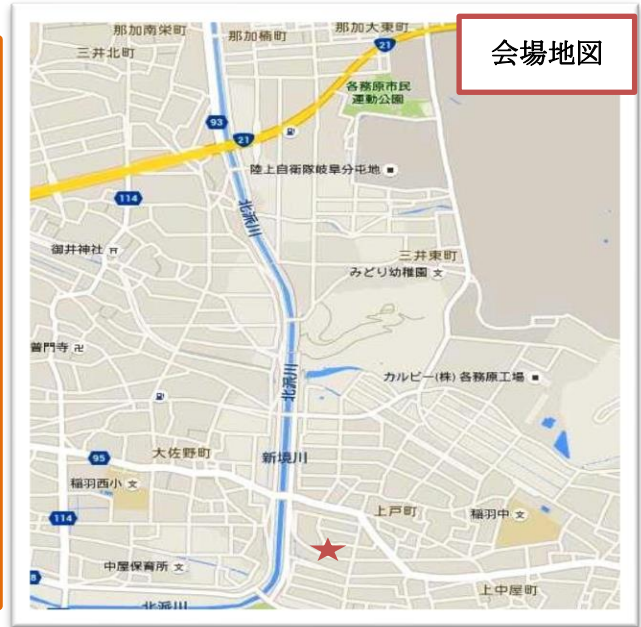 会場地図
那加南栄町
那加楠町
那加大東町
三井北町
21
各務原市民
運動公園
93
21
陸上自衛隊岐阜分屯地
114
北派川
御井神社
三井東町
みどり幼稚園
普門寺
北派川
カルビー(株) 各務原工場
95
大佐野町
新境川
稲羽西小
上戸町
稲羽中
114
中屋保育所
上中屋町
北派川